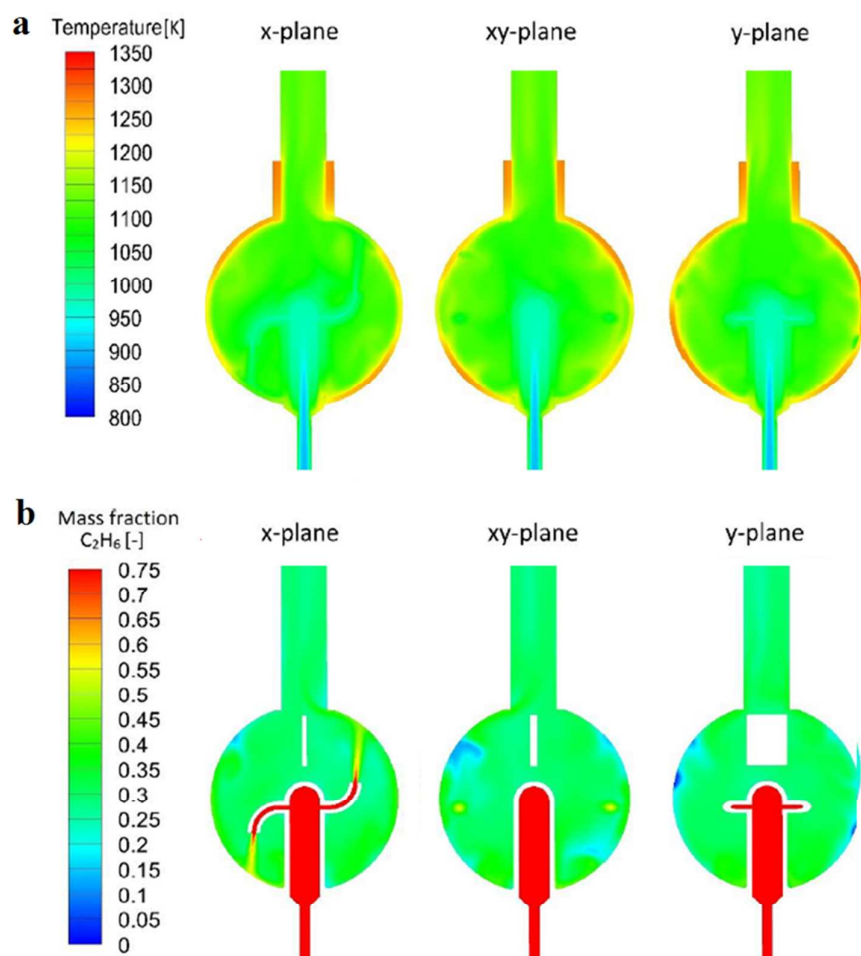 a
Temperature[K]
x-plane
xy-plane
y-plane
1350
1300
1250
1200
1150
1100
1050
1000
950
900
850
800
b
Mass fraction
C₂H₆ [-]
x-plane
xy-plane
y-plane
0.75
0.7
0.65
0.6
0.55
0.5
0.45
0.4
0.35
0.3
0.25
0.2
0.15
0.1
0.05
0